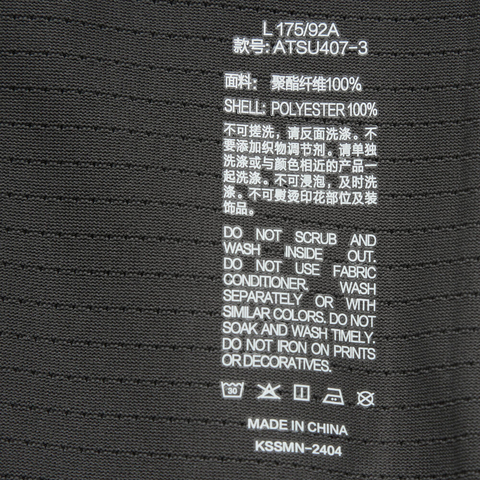 L 175/92A
款号: ATSU407-3
面料: 聚酯纤维100%
SHELL: POLYESTER 100%
不可搓洗，请反面洗涤。不
要添加织物调节剂。请单独
洗涤或与颜色相近的产品一
起洗涤。不可浸泡，及时洗
涤。不可熨烫印花部位及装
饰品。
DO NOT SCRUB AND
WASH INSIDE OUT.
DO NOT USE FABRIC
CONDITIONER. WASH
SEPARATELY OR WITH
SIMILAR COLORS. DO NOT
SOAK AND WASH TIMELY.
DO NOT IRON ON PRINTS
OR DECORATIVES.
30
MADE IN CHINA
KSSMN-2404